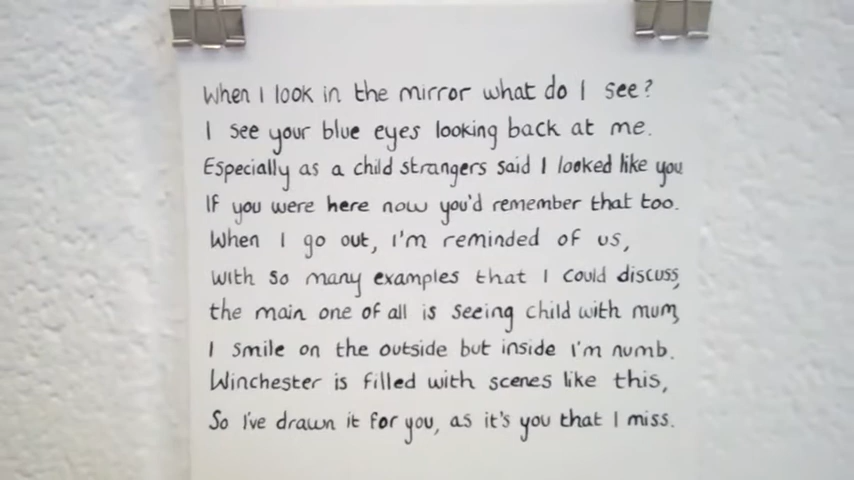 When I look in the mirror what do I see?
I see your blue eyes looking back at me.
Especially as a child strangers said I looked like you
If you were here now you'd remember that too.
When I go out, I'm reminded of us,
with so many examples that I could discuss,
the main one of all is seeing child with mum,
I smile on the outside but inside I'm numb.
Winchester is filled with scenes like this,
So I've drawn it for you, as it's you that I miss.